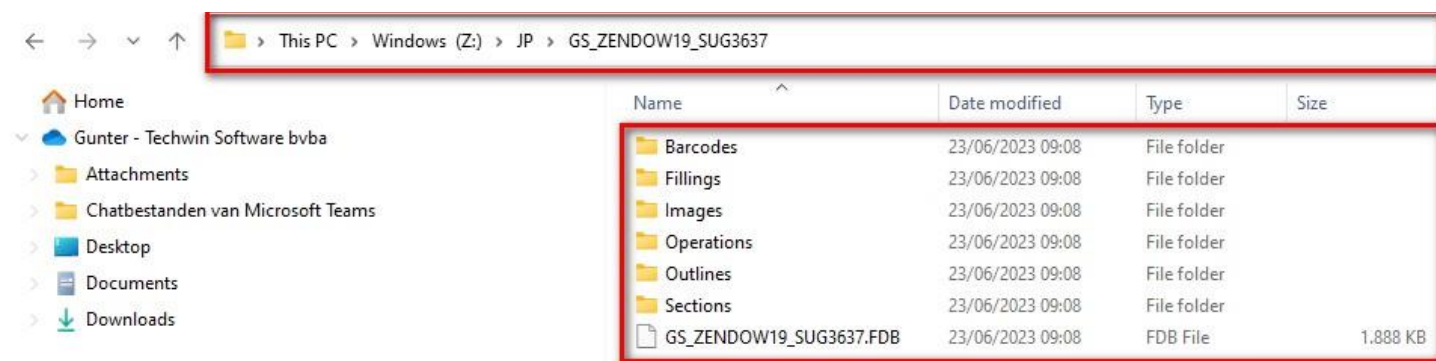 This PC > Windows (Z:) > JP > GS_ZENDOW19_SUG3637
Home
Gunter - Techwin Software bvba
Attachments
Chatbestanden van Microsoft Teams
Desktop
Documents
Downloads
Name Date modified Type Size
Barcodes 23/06/2023 09:08 File folder
Fillings 23/06/2023 09:08 File folder
Images 23/06/2023 09:08 File folder
Operations 23/06/2023 09:08 File folder
Outlines 23/06/2023 09:08 File folder
Sections 23/06/2023 09:08 File folder
GS_ZENDOW19_SUG3637.FDB 23/06/2023 09:08 FDB File 1.888 KB